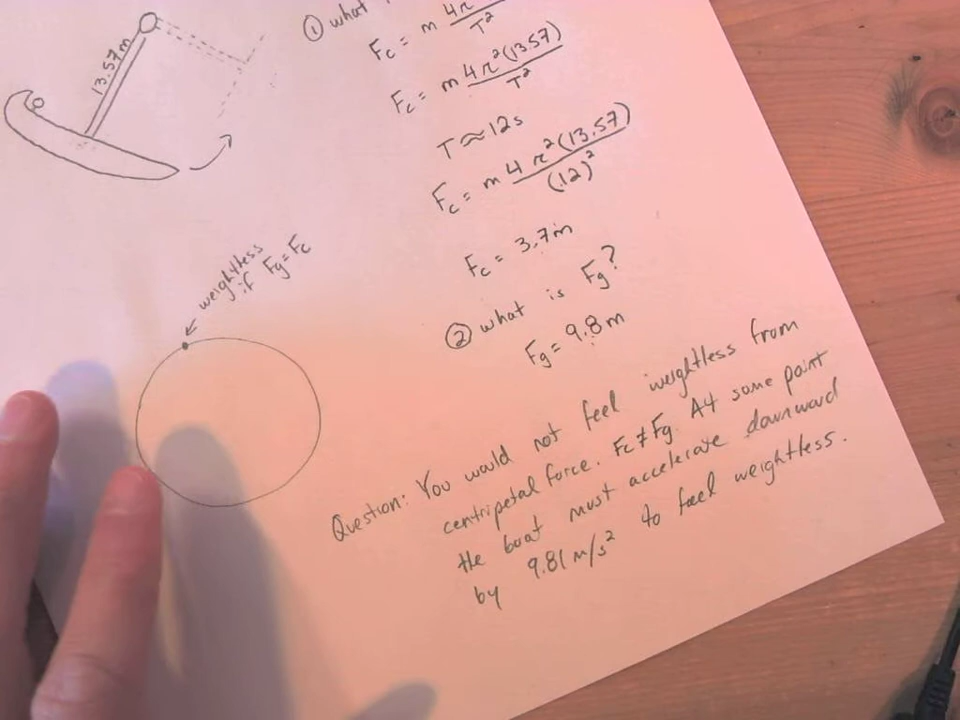 13.57m
① what
Fc = m 4π
T²
Fc = m 4π²(13.57)
T²
T ≈ 12s
Fc = m 4π²(13.57)
(12)²
Fc = 3.7m
② what is Fg?
Fg = 9.8m
weightless
if Fg = Fc
Question: You would not feel weightless from
centripetal force. Fc ≠ Fg At some point
the boat must accelerate downward
by 9.81 m/s² to feel weightless.